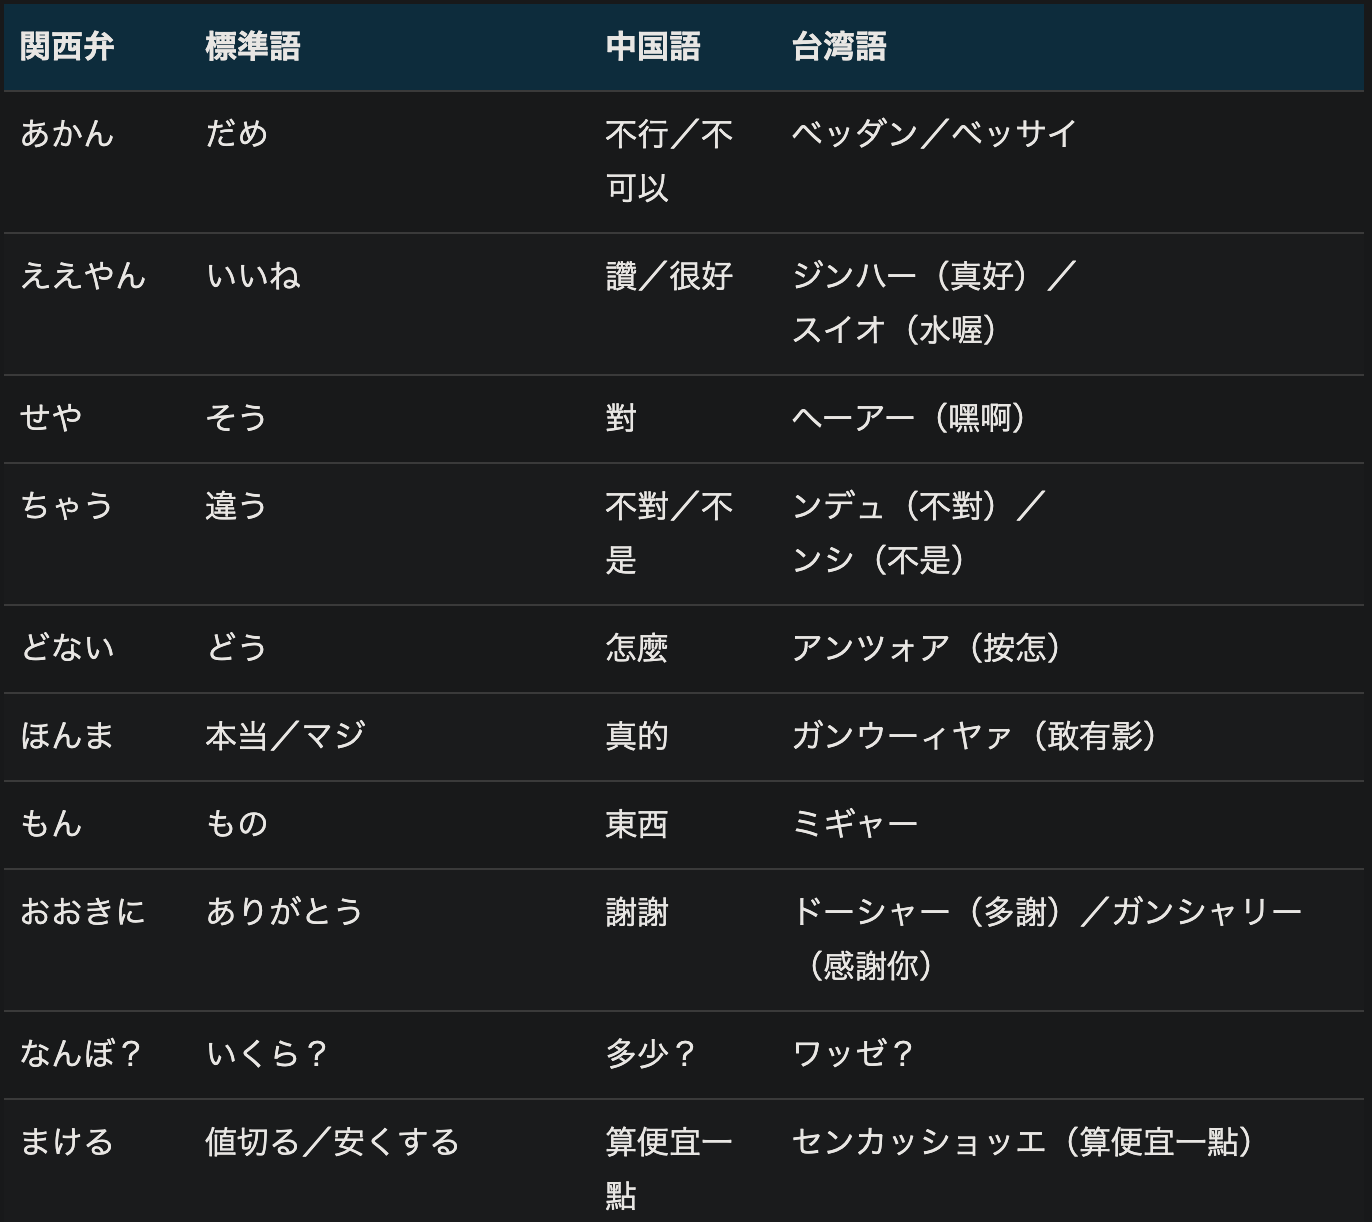 関西弁 標準語 中国語 台湾語
あかん だめ 不行／不 ベッダン／ベッサイ
可以
ええやん いいね 讚／很好 ジンハー（真好）／
スイオ（水喔）
せや そう 對 ヘーアー（嘿啊）
ちゃう 違う 不對／不 ンデュ（不對）／
是 ンシ（不是）
どない どう 怎麼 アンツォア（按怎）
ほんま 本当／マジ 真的 ガンウーィヤァ（敢有影）
もん もの 東西 ミギャー
おおきに ありがとう 謝謝 ドーシャー（多謝）／ガンシャリー
（感謝你）
なんぼ？ いくら？ 多少？ ワッゼ？
まける 値切る／安くする 算便宜一 センカッショッエ（算便宜一點）
點